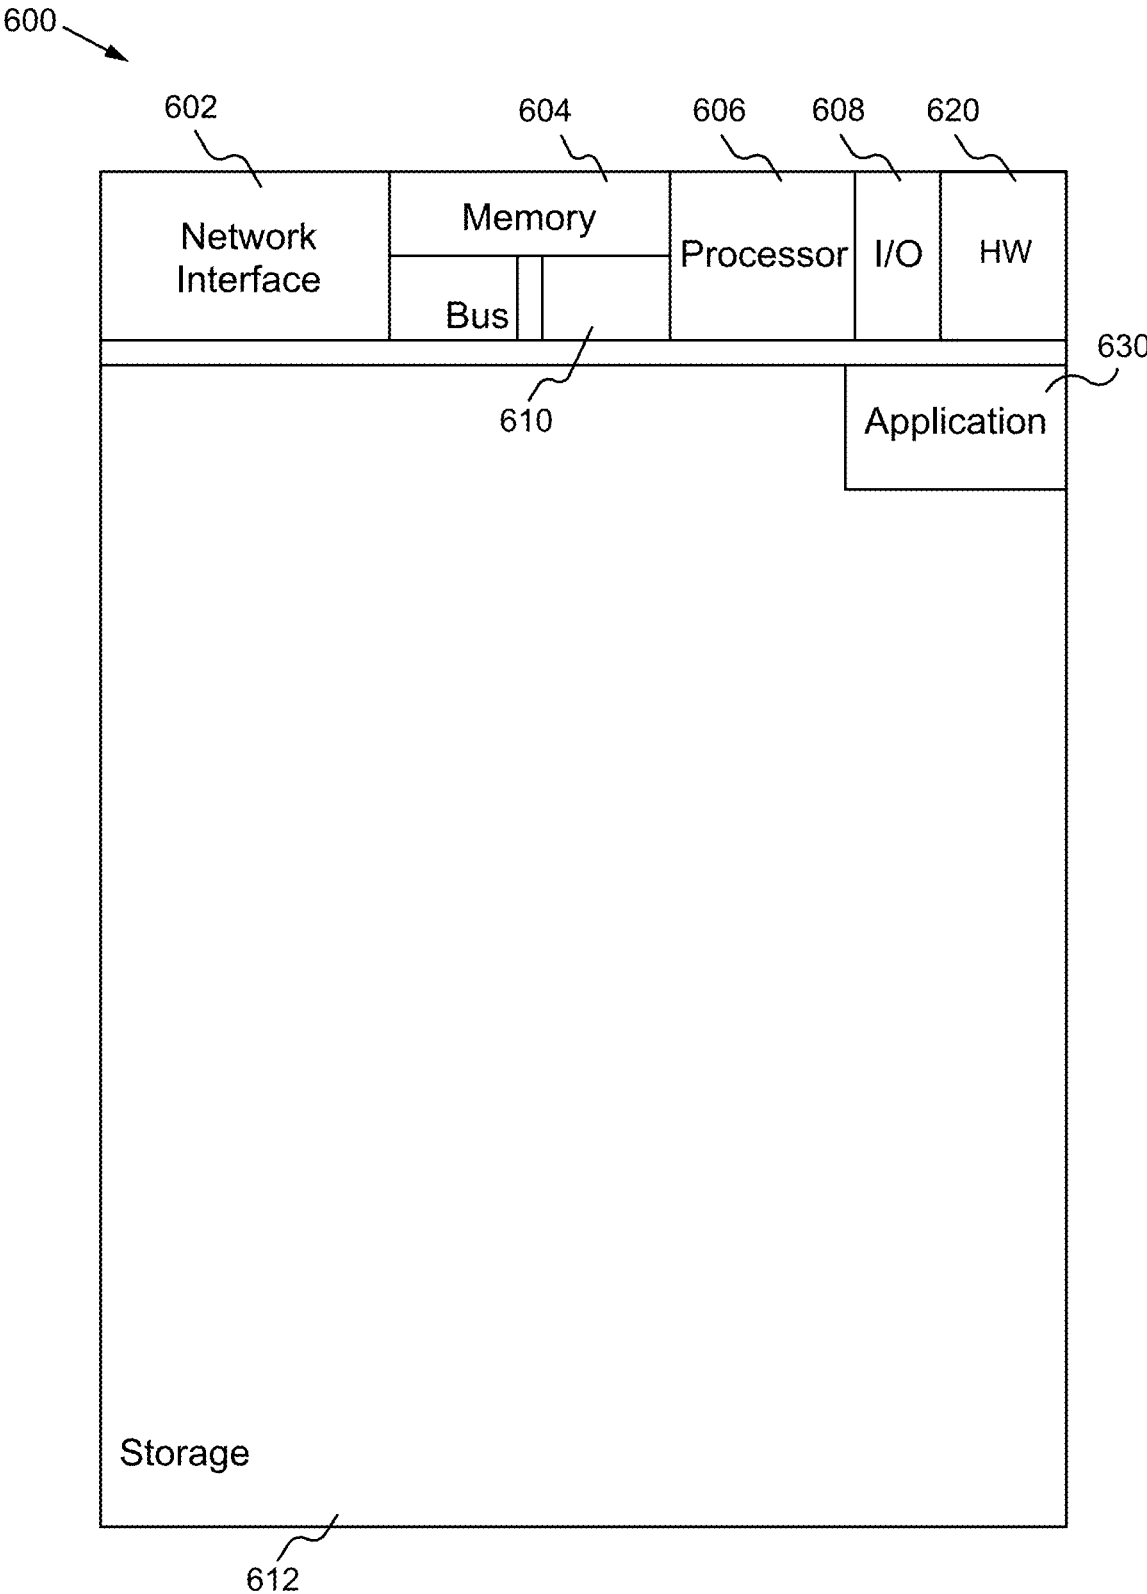 600
602
604
606
608
620
Memory
Network
Interface
Processor
I/O
HW
Bus
630
610
Application
Storage
612